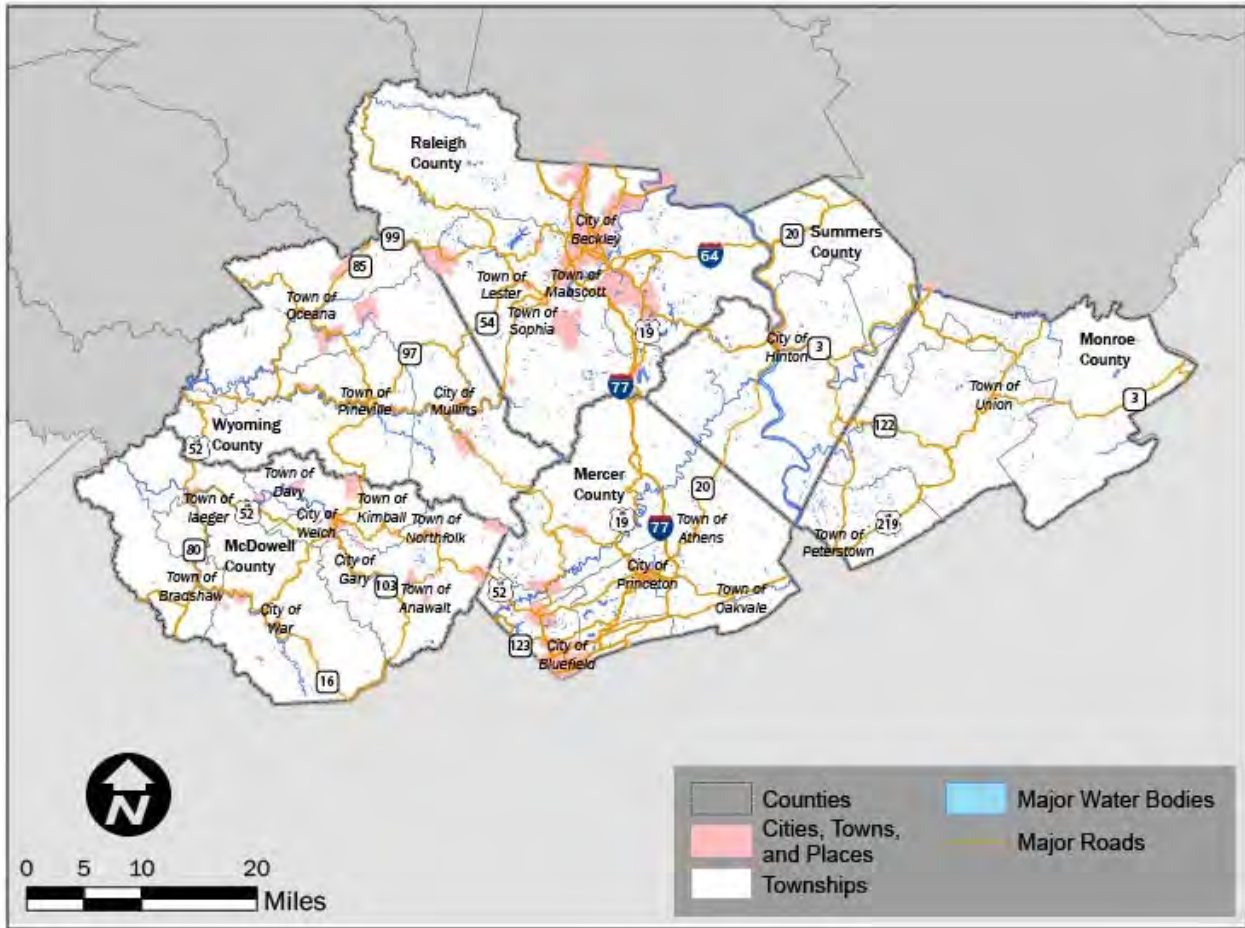 Raleigh
County
99
85
City of
Beckley
20
Summers
County
64
Town of
Lester
Town of
Mabscott
Town of
Oceana
54
Town of
Sophia
19
City of
Hinton
3
Monroe
County
97
77
Town of
Pineville
City of
Mullins
Town of
Union
3
Wyoming
County
52
122
Town of
Davy
Mercer
County
20
Town of
Iaeger
52
City of
Welch
Town of
Kimball
Town of
Northfolk
19
77
Town of
Athens
219
Town of
Peterstown
80
McDowell
County
City of
Gary
103
Town of
Anawalt
52
City of
Princeton
Town of
Oakvale
Town of
Bradshaw
City of
War
123
City of
Bluefield
16
N
0 5 10 20
Miles
Counties
Cities, Towns,
and Places
Townships
Major Water Bodies
Major Roads